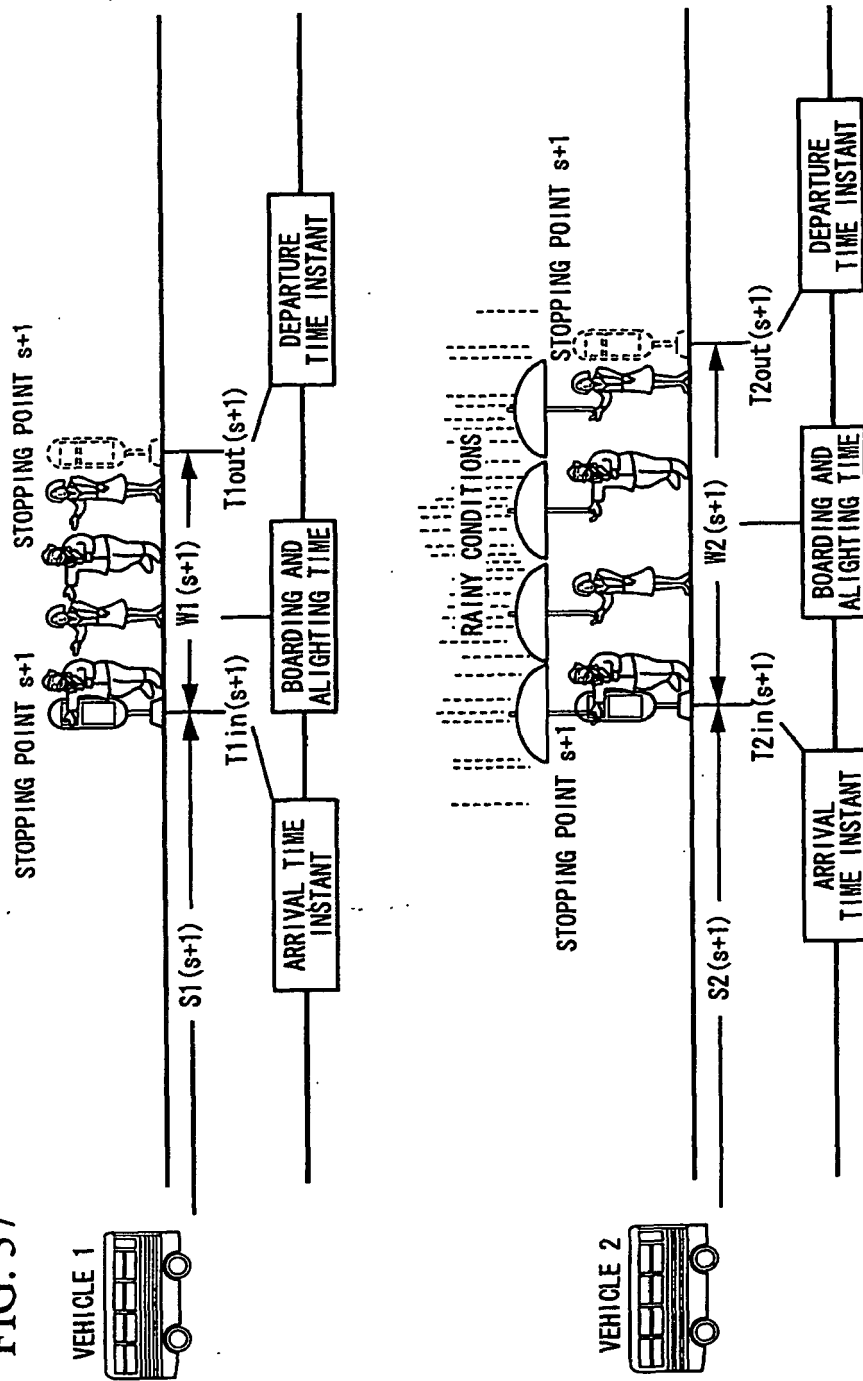 FIG. 37
VEHICLE 1
STOPPING POINT s+1
STOPPING POINT s+1
S1(s+1)
W1(s+1)
T1in(s+1)
T1out(s+1)
ARRIVAL TIME
INSTANT
BOARDING AND
ALIGHTING TIME
DEPARTURE
TIME INSTANT
VEHICLE 2
RAINY CONDITIONS
STOPPING POINT s+1
STOPPING POINT s+1
S2(s+1)
W2(s+1)
T2in(s+1)
T2out(s+1)
ARRIVAL
TIME INSTANT
BOARDING AND
ALIGHTING TIME
DEPARTURE
TIME INSTANT